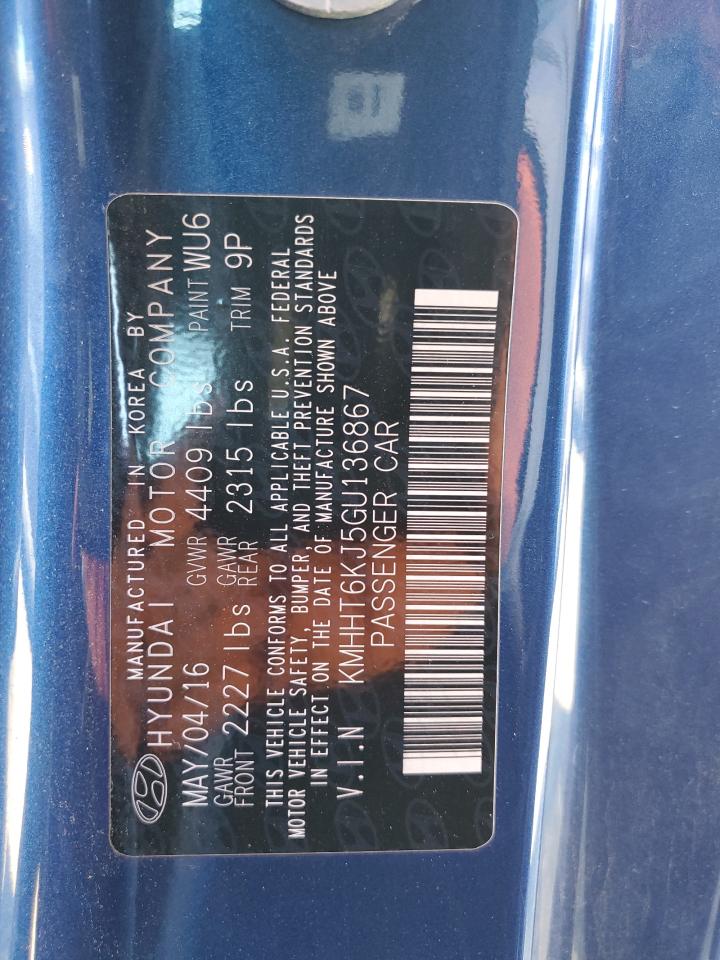 MANUFACTURED IN KOREA BY
HYUNDAI MOTOR COMPANY
MAY/04/16 GVWR 4409 lbs PAINT WU6
GAWR FRONT 2227 lbs GAWR REAR 2315 lbs TRIM 9P
THIS VEHICLE CONFORMS TO ALL APPLICABLE U.S.A. FEDERAL
MOTOR VEHICLE SAFETY, BUMPER, AND THEFT PREVENTION STANDARDS
IN EFFECT ON THE DATE OF MANUFACTURE SHOWN ABOVE
V.I.N KMHHT6KJ5GU136867
PASSENGER CAR